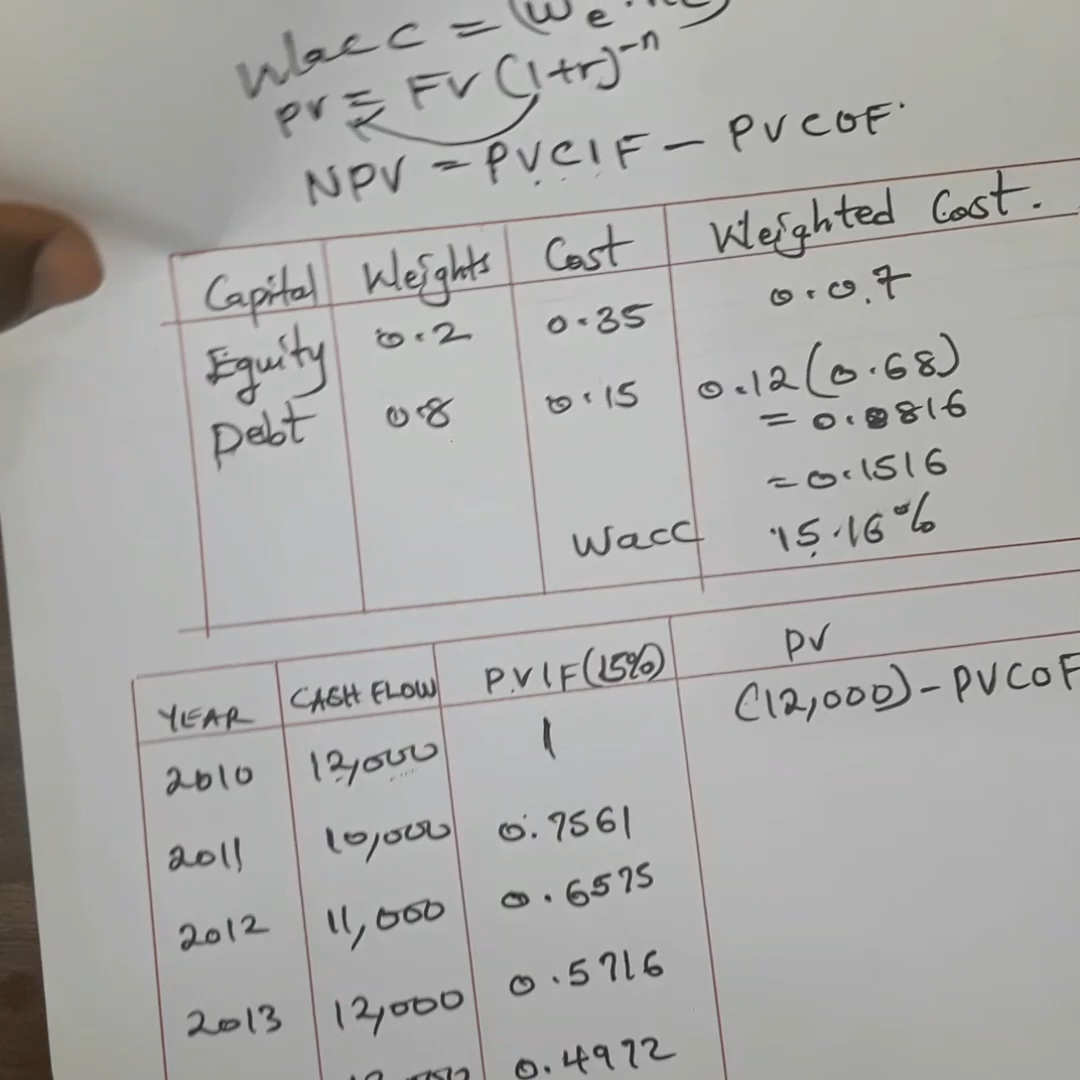 Wacc = (We
PV = FV (1+r)^-n
NPV = PVCIF - PVCOF.
Capital Weights Cost Weighted Cost.
Equity 0.2 0.35 0.0.7
Debt 0.8 0.15 0.12(0.68)
= 0.0816
= 0.1516
Wacc 15.16%
YEAR CASH FLOW P.V I F (15%) PV
2010 12,000 1 (12,000) - PVCOF
2011 10,000 0.7561
2012 11,000 0.6575
2013 12,000 0.5716
0.4972